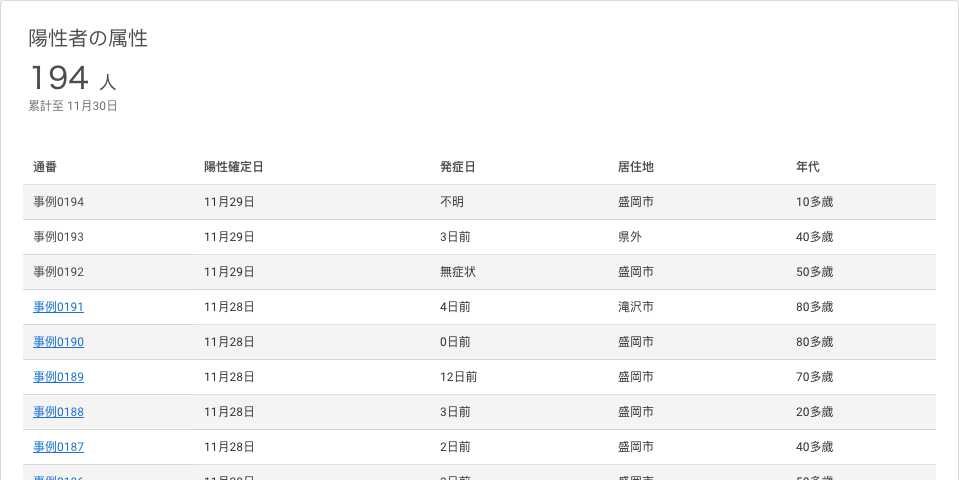 陽性者の属性
194 人
累計至 11月30日
通番 陽性確定日 発症日 居住地 年代
事例0194 11月29日 不明 盛岡市 10多歳
事例0193 11月29日 3日前 県外 40多歳
事例0192 11月29日 無症状 盛岡市 50多歳
事例0191 11月28日 4日前 滝沢市 80多歳
事例0190 11月28日 0日前 盛岡市 80多歳
事例0189 11月28日 12日前 盛岡市 70多歳
事例0188 11月28日 3日前 盛岡市 20多歳
事例0187 11月28日 2日前 盛岡市 40多歳